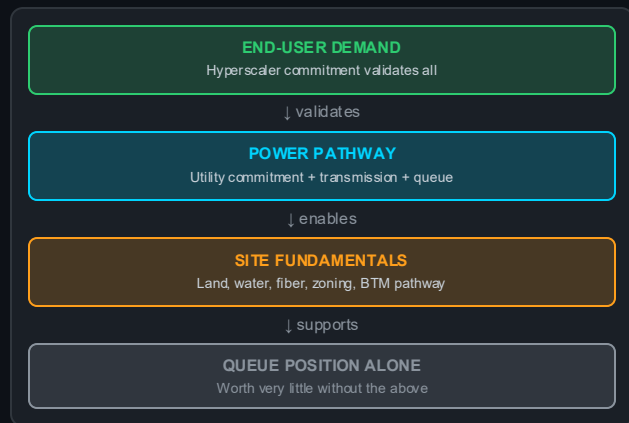 END-USER DEMAND
Hyperscaler commitment validates all
↓ validates
POWER PATHWAY
Utility commitment + transmission + queue
↓ enables
SITE FUNDAMENTALS
Land, water, fiber, zoning, BTM pathway
↓ supports
QUEUE POSITION ALONE
Worth very little without the above